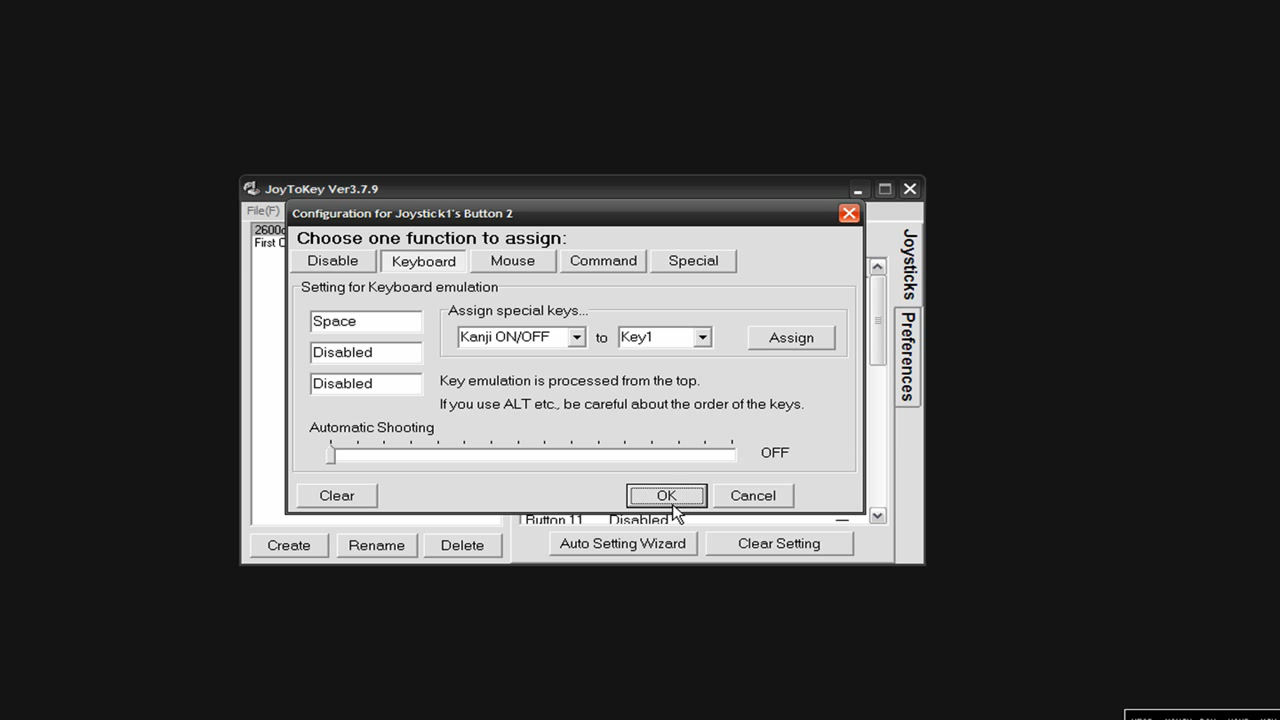 JoyToKey Ver3.7.9
File(F)
Configuration for Joystick1's Button 2
Choose one function to assign:
Disable Keyboard Mouse Command Special
Setting for Keyboard emulation
Space
Disabled
Disabled
Assign special keys...
Kanji ON/OFF to Key1 Assign
Key emulation is processed from the top.
If you use ALT etc., be careful about the order of the keys.
Automatic Shooting
OFF
Clear OK Cancel
First
Button 11 Disabled —
Create Rename Delete Auto Setting Wizard Clear Setting
Joysticks
Preferences